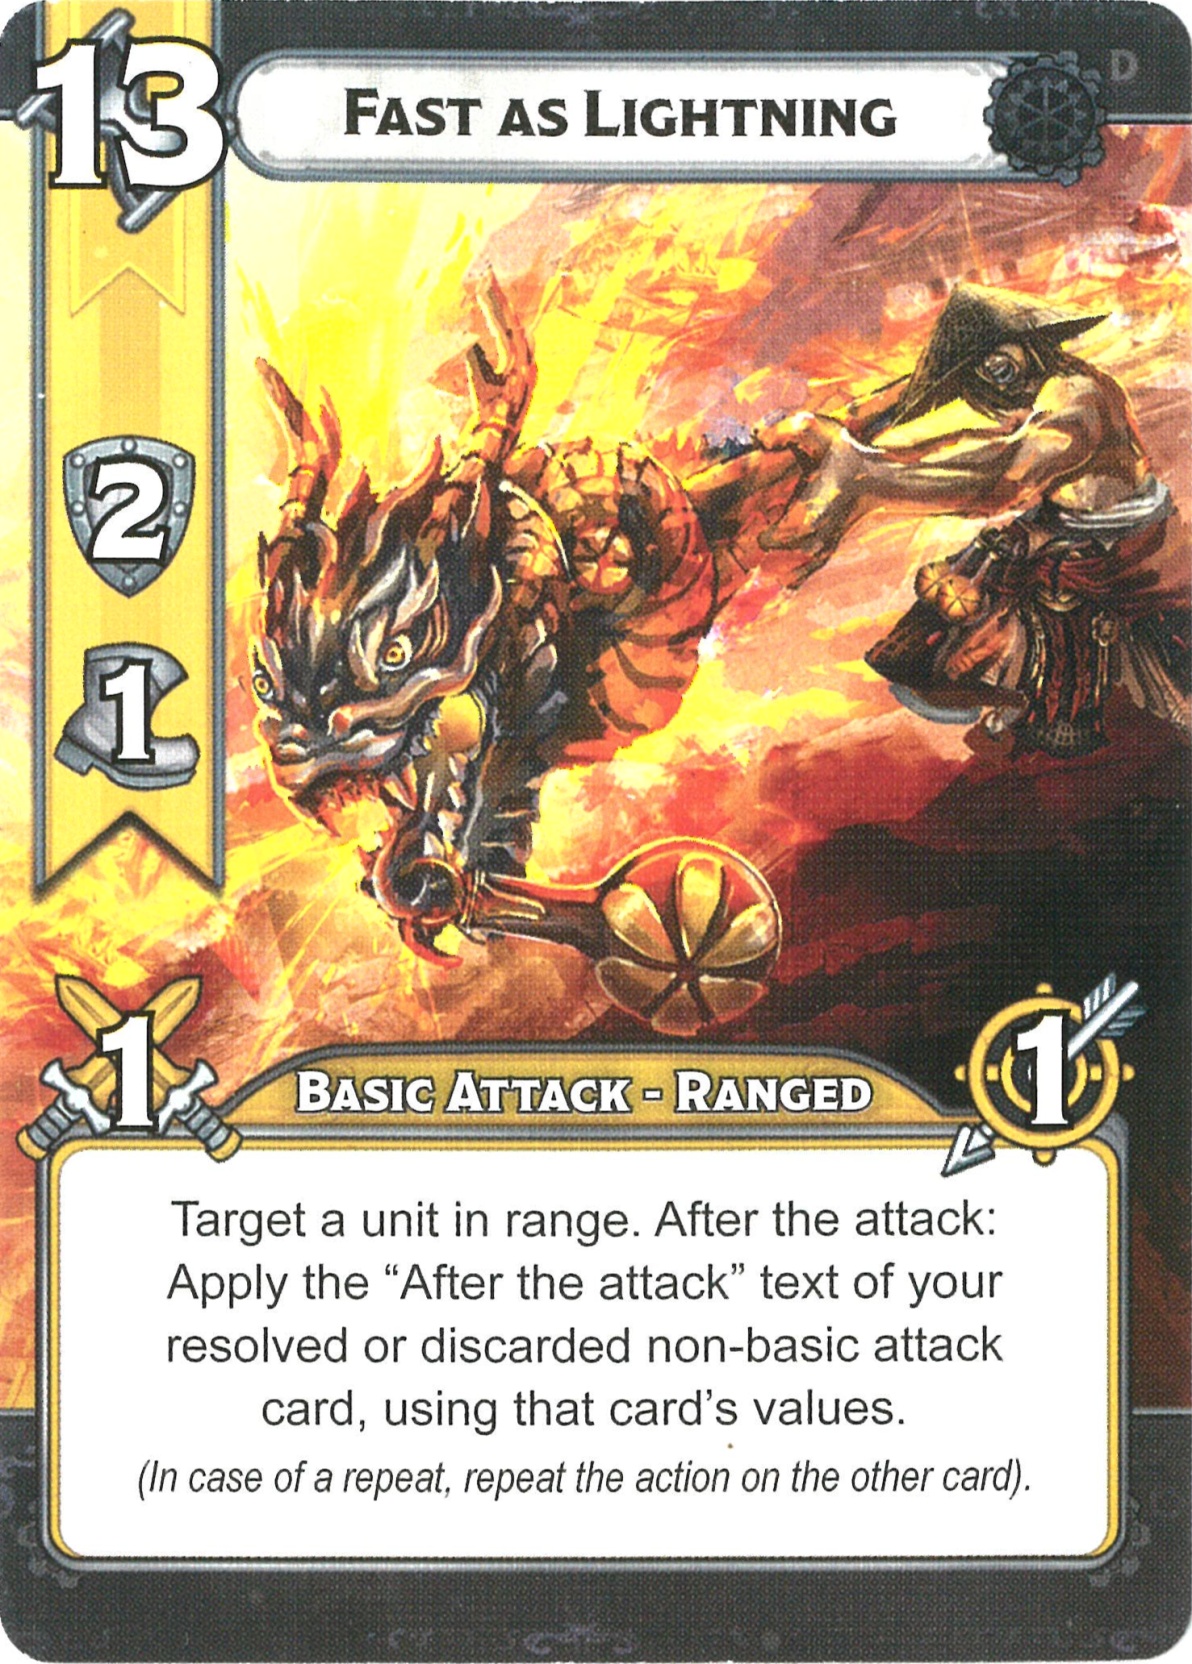 13
FAST AS LIGHTNING
D
2
1
1
BASIC ATTACK - RANGED
1
Target a unit in range. After the attack:
Apply the “After the attack” text of your
resolved or discarded non-basic attack
card, using that card’s values.
(In case of a repeat, repeat the action on the other card).